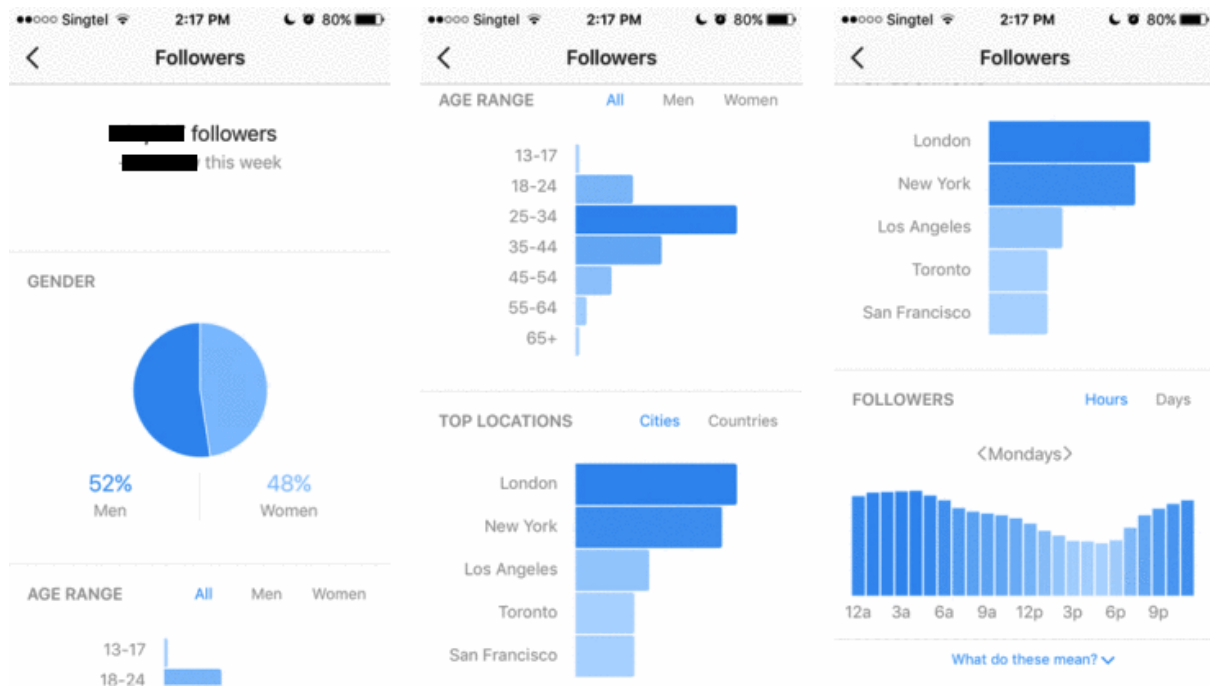 Singtel 2:17 PM 80%
Followers
followers
this week
GENDER
52% 48%
Men Women
AGE RANGE All Men Women
13-17
18-24
Singtel 2:17 PM 80%
Followers
AGE RANGE All Men Women
13-17
18-24
25-34
35-44
45-54
55-64
65+
TOP LOCATIONS Cities Countries
London
New York
Los Angeles
Toronto
San Francisco
Singtel 2:17 PM 80%
Followers
London
New York
Los Angeles
Toronto
San Francisco
FOLLOWERS Hours Days
<Mondays>
12a 3a 6a 9a 12p 3p 6p 9p
What do these mean?